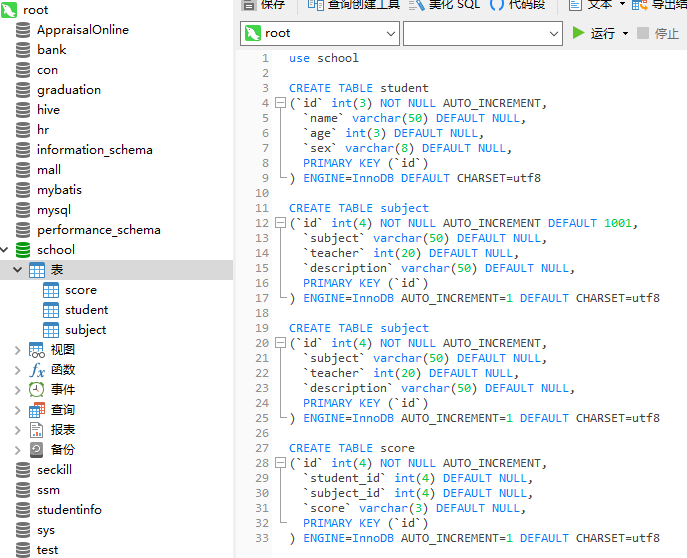 root
AppraisalOnline
bank
con
graduation
hive
hr
information_schema
mall
mybatis
mysql
performance_schema
school
表
score
student
subject
视图
fx 函数
事件
查询
报表
备份
seckill
ssm
studentinfo
sys
test
保存 查询创建工具 美化 SQL () 代码段 文本 导出结
root 运行 停止
1 use school
2
3 CREATE TABLE student
4 (`id` int(3) NOT NULL AUTO_INCREMENT,
5 `name` varchar(50) DEFAULT NULL,
6 `age` int(3) DEFAULT NULL,
7 `sex` varchar(8) DEFAULT NULL,
8 PRIMARY KEY (`id`)
9 ) ENGINE=InnoDB DEFAULT CHARSET=utf8
10
11 CREATE TABLE subject
12 (`id` int(4) NOT NULL AUTO_INCREMENT DEFAULT 1001,
13 `subject` varchar(50) DEFAULT NULL,
14 `teacher` int(20) DEFAULT NULL,
15 `description` varchar(50) DEFAULT NULL,
16 PRIMARY KEY (`id`)
17 ) ENGINE=InnoDB AUTO_INCREMENT=1 DEFAULT CHARSET=utf8
18
19 CREATE TABLE subject
20 (`id` int(4) NOT NULL AUTO_INCREMENT,
21 `subject` varchar(50) DEFAULT NULL,
22 `teacher` int(20) DEFAULT NULL,
23 `description` varchar(50) DEFAULT NULL,
24 PRIMARY KEY (`id`)
25 ) ENGINE=InnoDB AUTO_INCREMENT=1 DEFAULT CHARSET=utf8
26
27 CREATE TABLE score
28 (`id` int(4) NOT NULL AUTO_INCREMENT,
29 `student_id` int(4) DEFAULT NULL,
30 `subject_id` int(4) DEFAULT NULL,
31 `score` varchar(3) DEFAULT NULL,
32 PRIMARY KEY (`id`)
33 ) ENGINE=InnoDB AUTO_INCREMENT=1 DEFAULT CHARSET=utf8